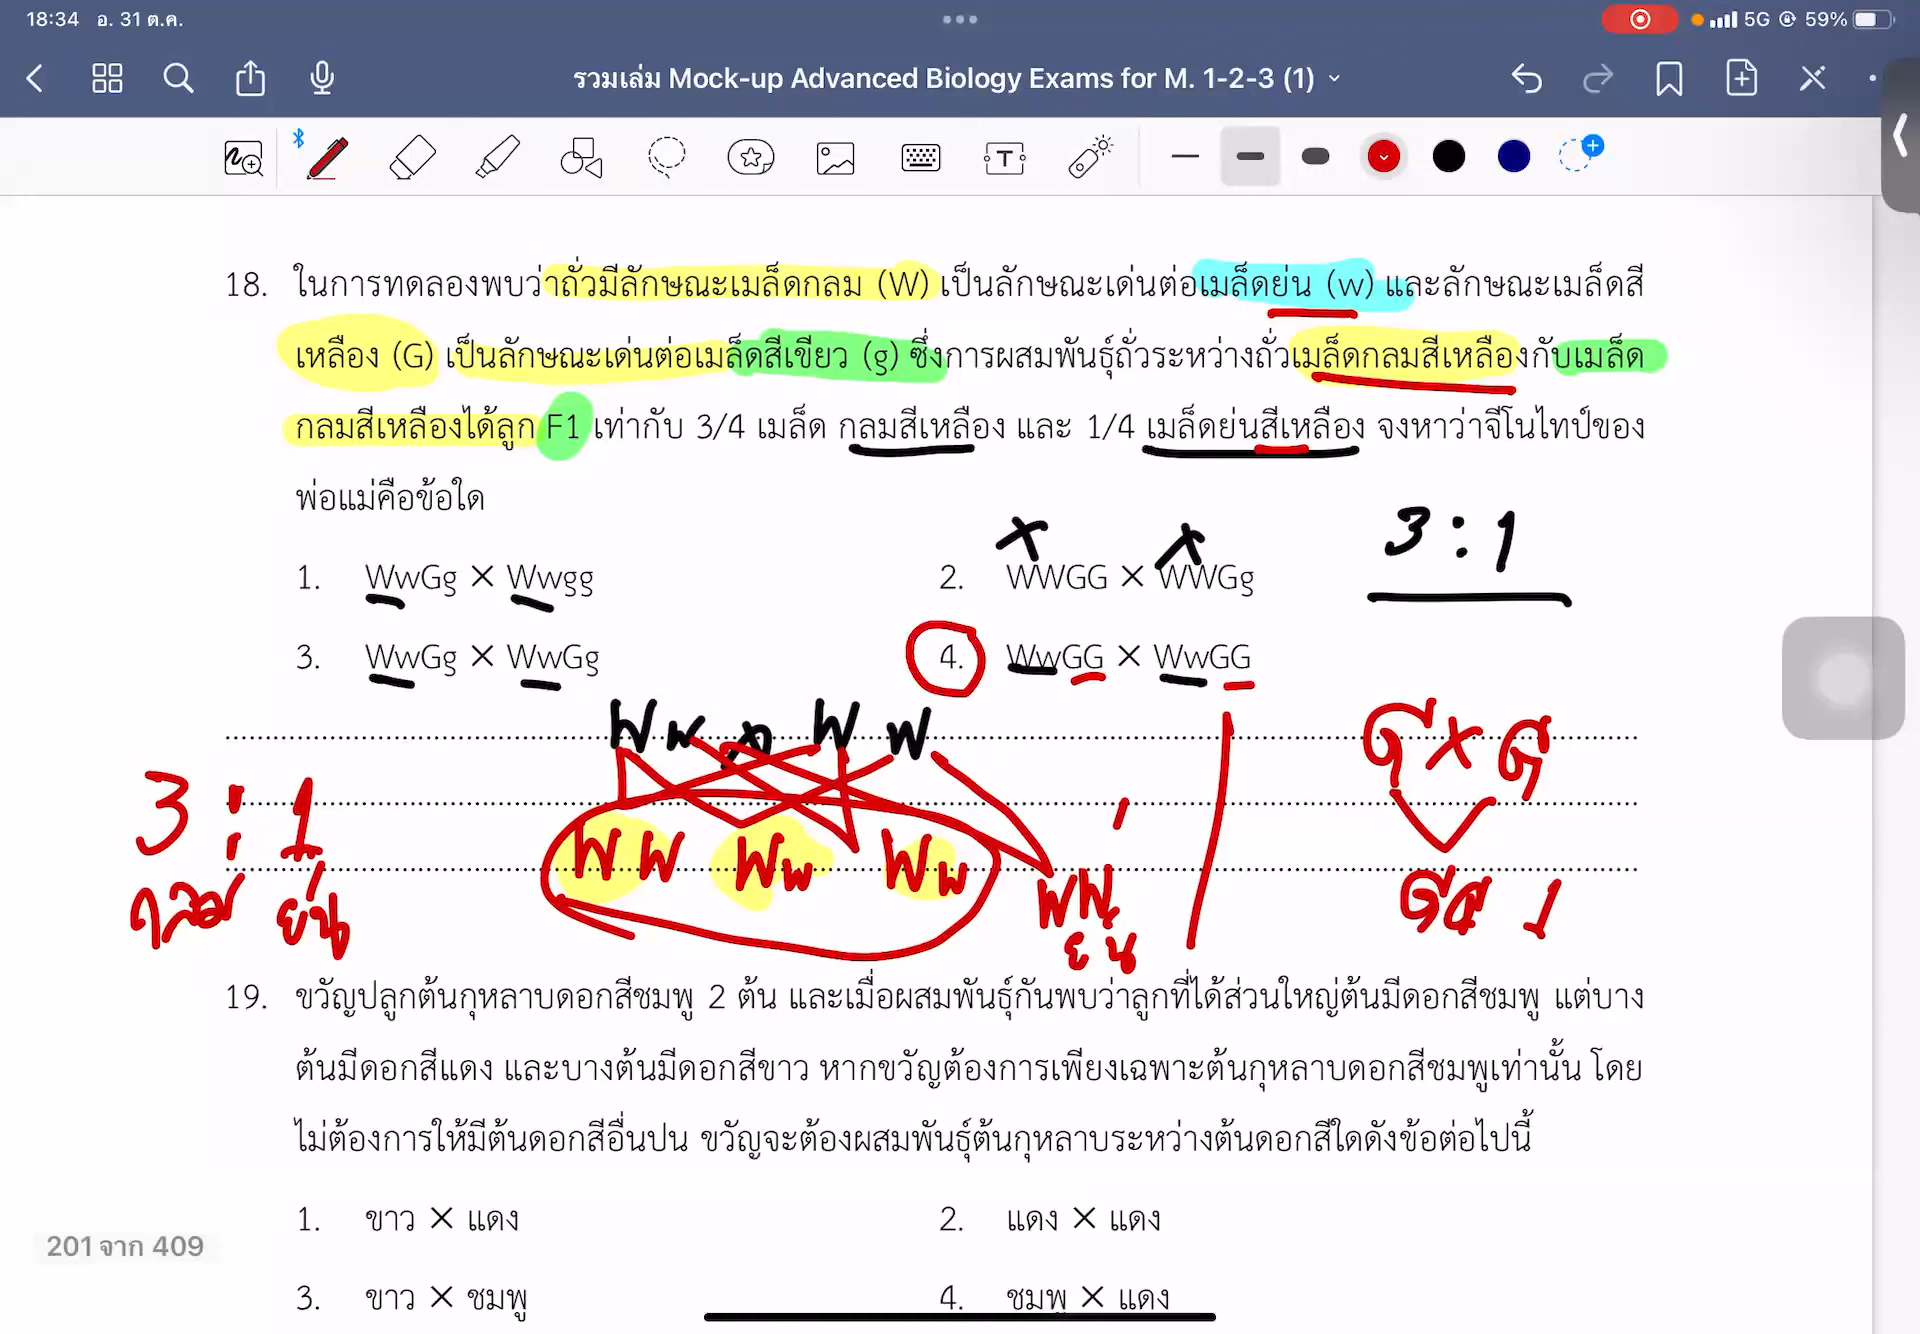 18:34 อ. 31 ต.ค.
5G 59%
รวมเล่ม Mock-up Advanced Biology Exams for M. 1-2-3 (1)
18. ในการทดลองพบว่าถั่วมีลักษณะเมล็ดกลม (W) เป็นลักษณะเด่นต่อเมล็ดย่น (w) และลักษณะเมล็ดสี
เหลือง (G) เป็นลักษณะเด่นต่อเมล็ดสีเขียว (g) ซึ่งการผสมพันธุ์ถั่วระหว่างถั่วเมล็ดกลมสีเหลืองกับเมล็ด
กลมสีเหลืองได้ลูก F1 เท่ากับ 3/4 เมล็ด กลมสีเหลือง และ 1/4 เมล็ดย่นสีเหลือง จงหาว่าจีโนไทป์ของ
พ่อแม่คือข้อใด
3 : 1
1. WwGg × Wwgg 2. WWGG × WWGg
3. WwGg × WwGg 4. WwGG × WwGG
W w × W w
G × G
3 : 1
WW Ww Ww ww
กลม ย่น
ย่น
GG 1
19. ขวัญปลูกต้นกุหลาบดอกสีชมพู 2 ต้น และเมื่อผสมพันธุ์กันพบว่าลูกที่ได้ส่วนใหญ่ต้นมีดอกสีชมพู แต่บาง
ต้นมีดอกสีแดง และบางต้นมีดอกสีขาว หากขวัญต้องการเพียงเฉพาะต้นกุหลาบดอกสีชมพูเท่านั้น โดย
ไม่ต้องการให้มีต้นดอกสีอื่นปน ขวัญจะต้องผสมพันธุ์ต้นกุหลาบระหว่างต้นดอกสีใดดังข้อต่อไปนี้
1. ขาว × แดง 2. แดง × แดง
201 จาก 409
3. ขาว × ชมพู 4. ชมพู × แดง